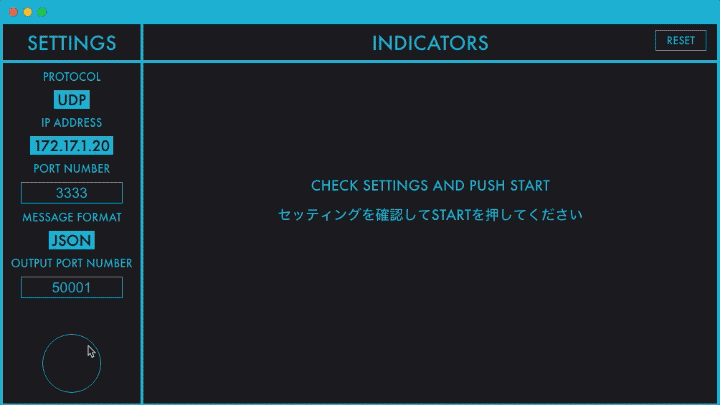 SETTINGS
INDICATORS
RESET
PROTOCOL
UDP
IP ADDRESS
172.17.1.20
PORT NUMBER
3333
MESSAGE FORMAT
JSON
OUTPUT PORT NUMBER
50001
CHECK SETTINGS AND PUSH START
セッティングを確認してSTARTを押してください